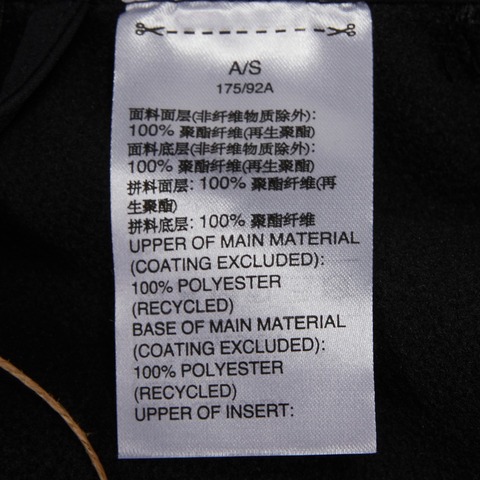 A/S
175/92A
面料面层(非纤维物质除外):
100% 聚酯纤维(再生聚酯)
面料底层(非纤维物质除外):
100% 聚酯纤维(再生聚酯)
拼料面层: 100% 聚酯纤维(再
生聚酯)
拼料底层: 100% 聚酯纤维
UPPER OF MAIN MATERIAL
(COATING EXCLUDED):
100% POLYESTER
(RECYCLED)
BASE OF MAIN MATERIAL
(COATING EXCLUDED):
100% POLYESTER
(RECYCLED)
UPPER OF INSERT: